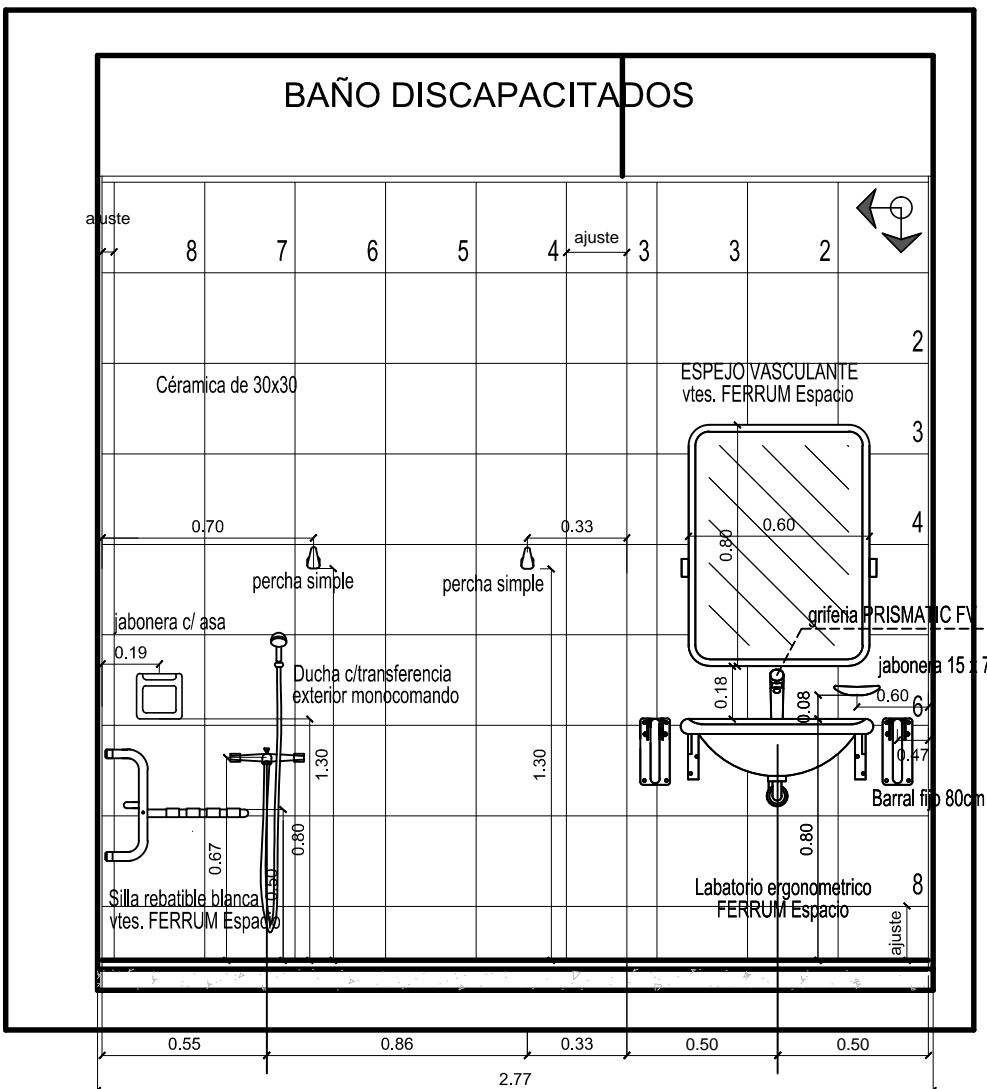 BAÑO DISCAPACITADOS
ajuste
8 7 6 5 4 ajuste 3 3 2
2
ESPEJO VASCULANTE
vtes. FERRUM Espacio
Céramica de 30x30
3
4
0.70
0.33
0.60
0.80
percha simple
percha simple
jabonera c/ asa
griferia PRISMATIC FV
0.19
Ducha c/transferencia
exterior monocomando
jabonera 15 x 7
0.18
0.08
0.60
6
0.47
1.30
1.30
Barral fijo 80cm
0.67
0.80
0.50
0.80
Silla rebatible blanca
vtes. FERRUM Espacio
Labatorio ergonometrico
FERRUM Espacio
8
ajuste
0.55 0.86 0.33 0.50 0.50
2.77